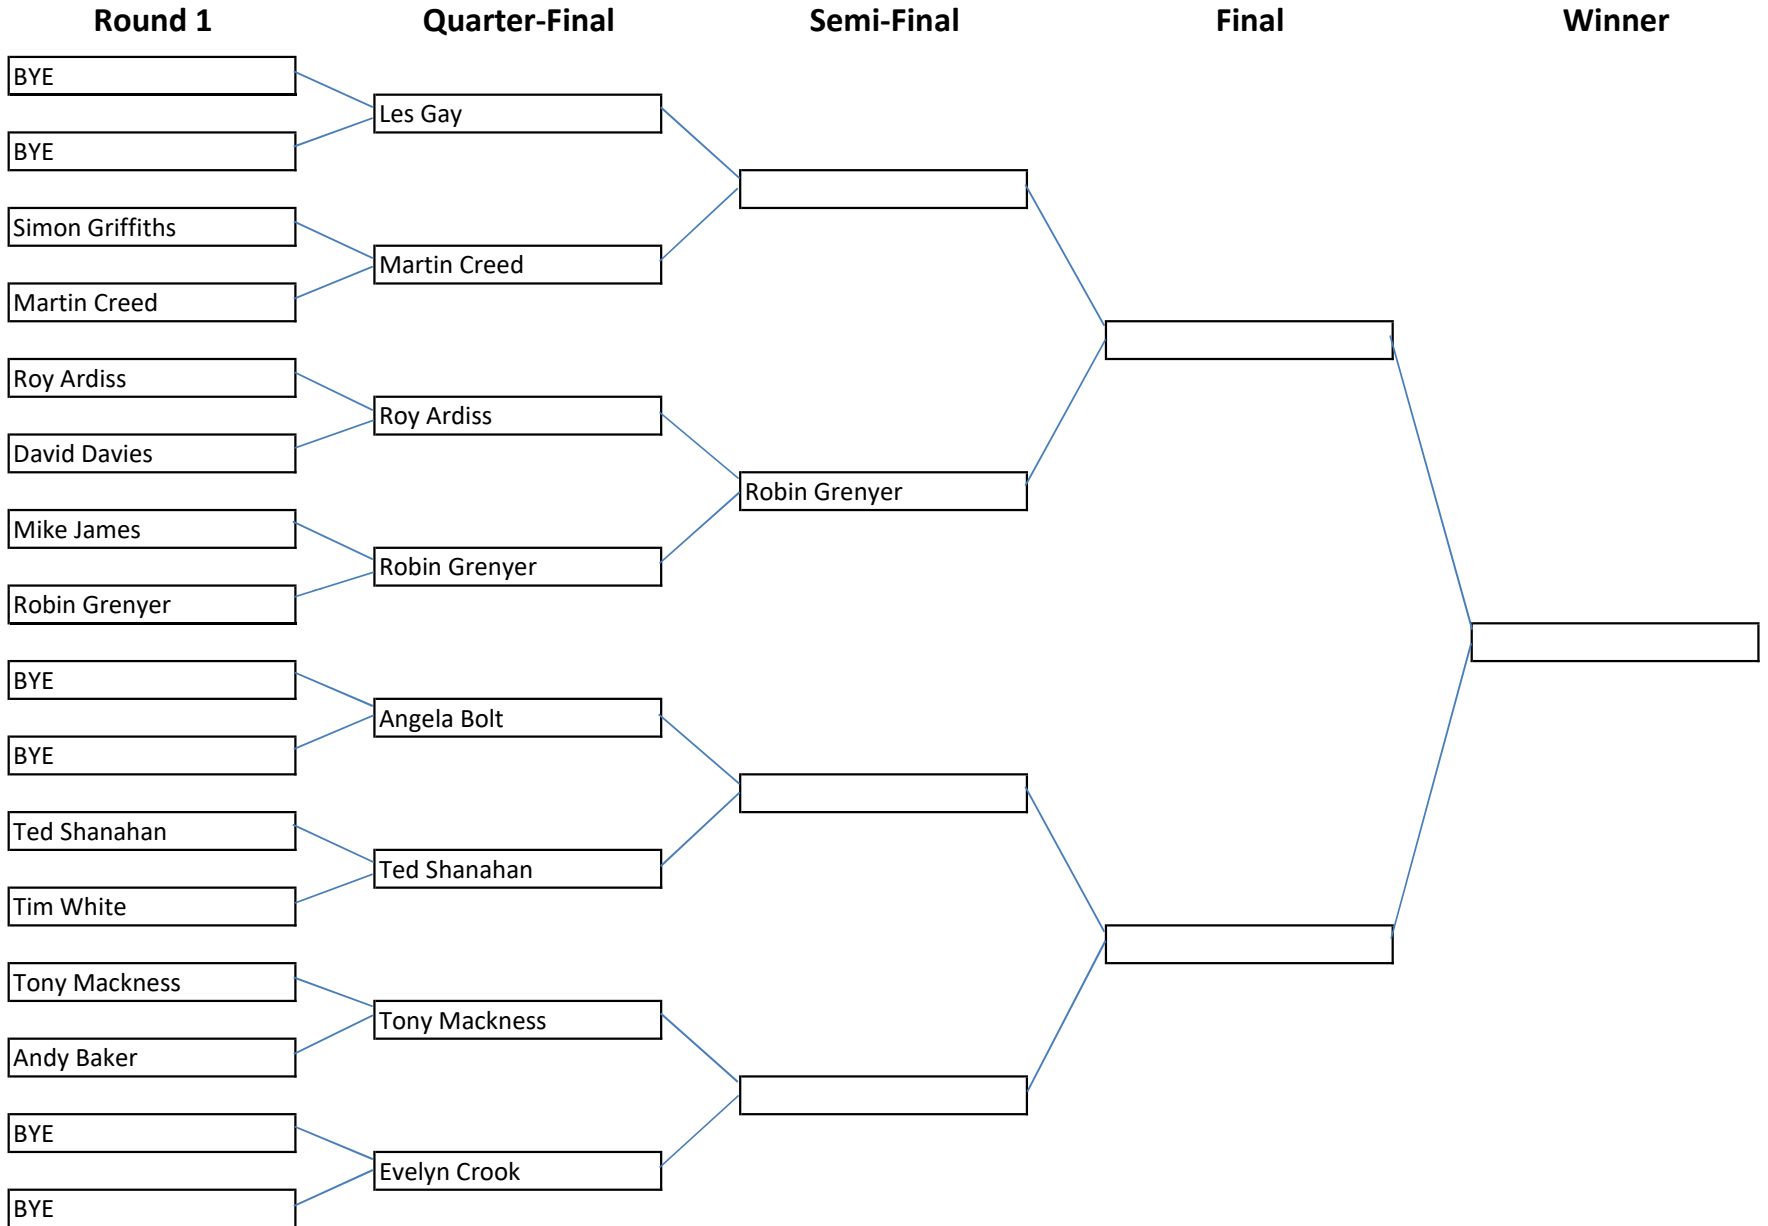 Round 1
Quarter-Final
Semi-Final
Final
Winner
BYE
BYE
Simon Griffiths
Martin Creed
Roy Ardiss
David Davies
Mike James
Robin Grenyer
BYE
BYE
Ted Shanahan
Tim White
Tony Mackness
Andy Baker
BYE
BYE
Les Gay
Martin Creed
Roy Ardiss
Robin Grenyer
Angela Bolt
Ted Shanahan
Tony Mackness
Evelyn Crook
Robin Grenyer